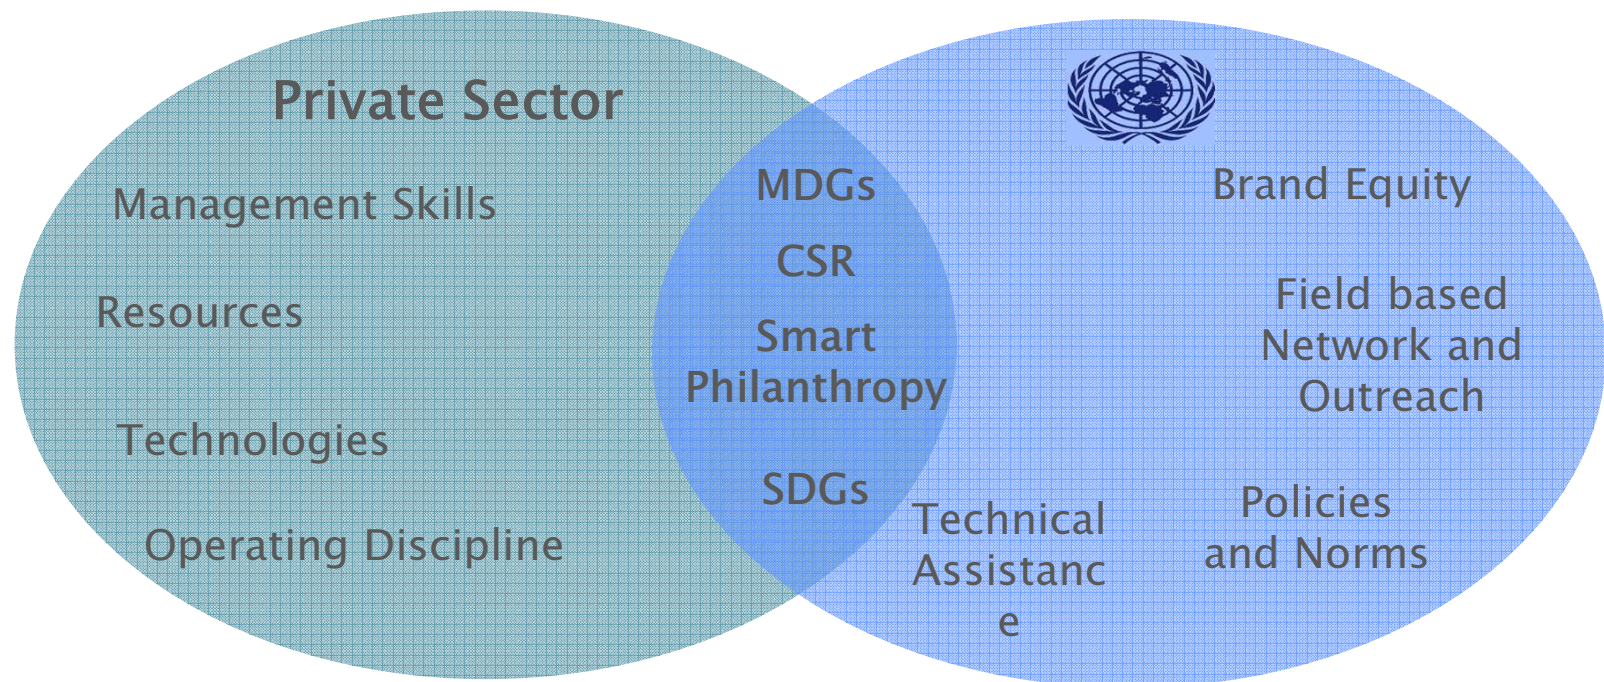 Private Sector
Management Skills
Resources
Technologies
Operating Discipline
MDGs
CSR
Smart
Philanthropy
SDGs
Brand Equity
Field based
Network and
Outreach
Technical
Assistanc
e
Policies
and Norms